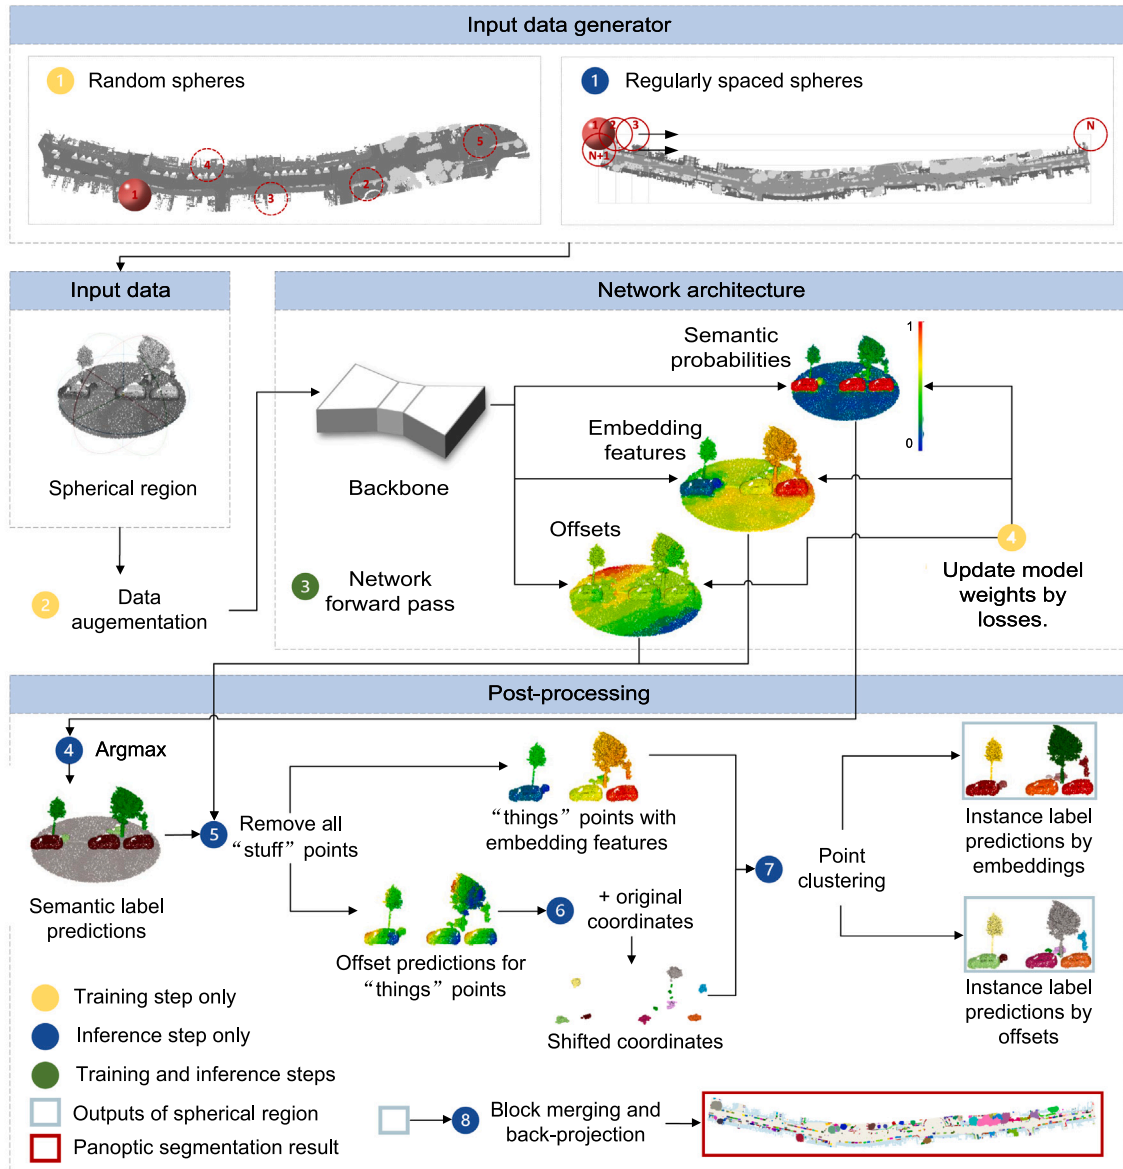 Input data generator
1 Random spheres
1
2
3
4
5
1 Regularly spaced spheres
1 2 3
N
N+1
Input data
Spherical region
2 Data
augementation
Network architecture
Semantic
probabilities
1
0
Embedding
features
Backbone
Offsets
3 Network
forward pass
4
Update model
weights by
losses.
Post-processing
4 Argmax
Semantic label
predictions
5
Remove all
“stuff” points
“things” points with
embedding features
Offset predictions for
“things” points
6
+ original
coordinates
Shifted coordinates
7
Point
clustering
Instance label
predictions by
embeddings
Instance label
predictions by
offsets
Training step only
Inference step only
Training and inference steps
Outputs of spherical region
Panoptic segmentation result
8
Block merging and
back-projection